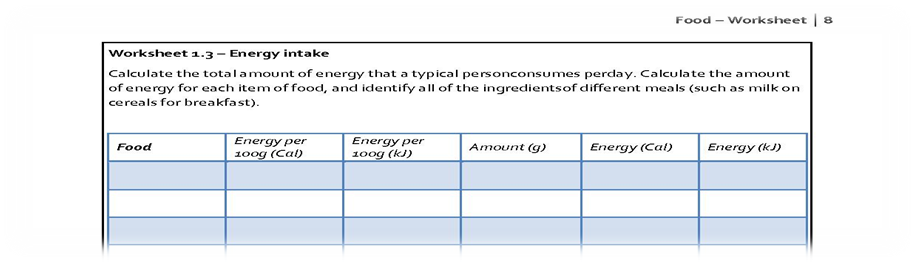 Food – Worksheet | 8
Worksheet 1.3 – Energy intake
Calculate the total amount of energy that a typical personconsumes perday. Calculate the amount
of energy for each item of food, and identify all of the ingredientsof different meals (such as milk on
cereals for breakfast).
Food
Energy per
100g (Cal)
Energy per
100g (kJ)
Amount (g)
Energy (Cal)
Energy (kJ)